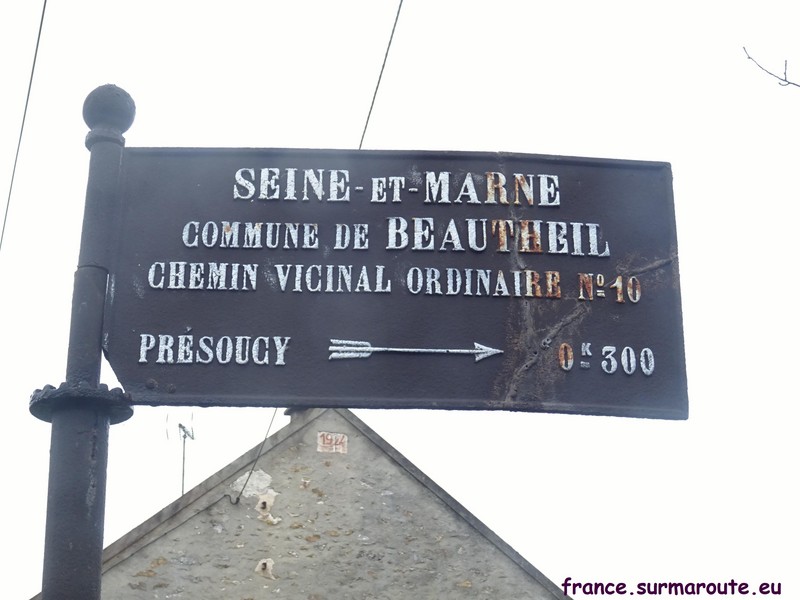 SEINE-ET-MARNE
COMMUNE DE BEAUTHEIL
CHEMIN VICINAL ORDINAIRE Nº 10
PRÉSOUCY 0K 300
france.surmaroute.eu